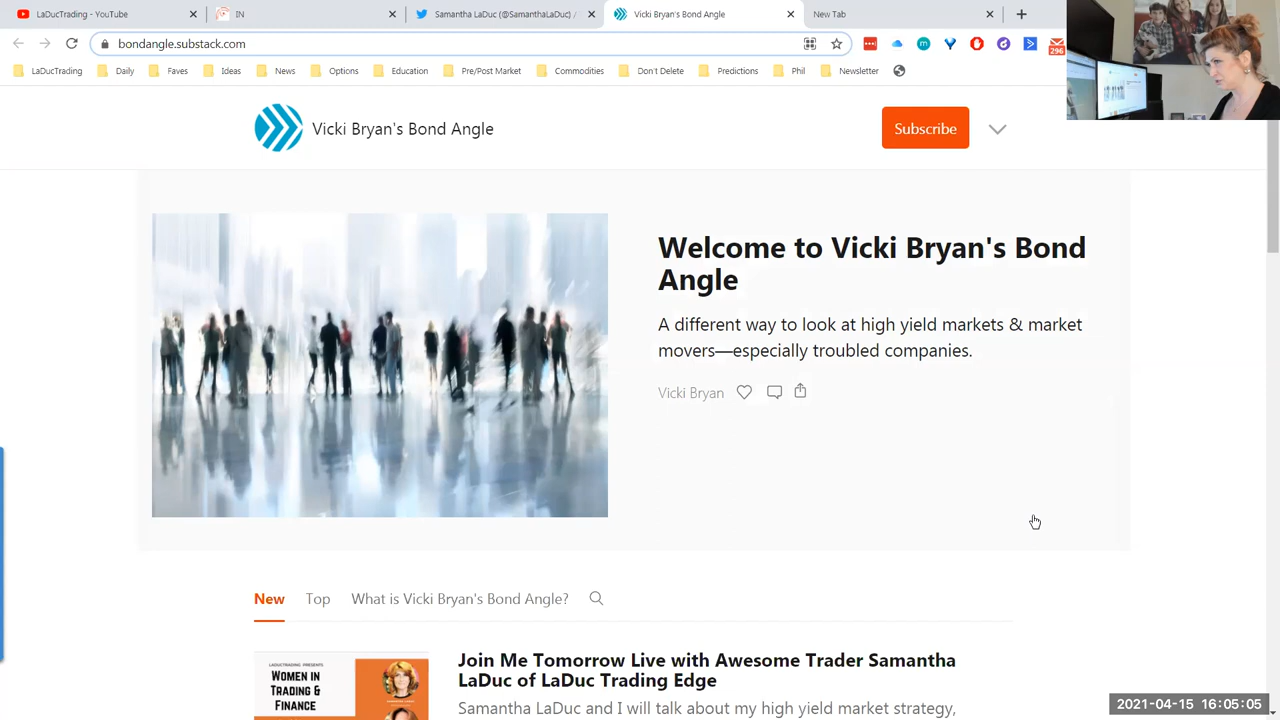 LaDucTrading - YouTube
IN
Samantha LaDuc (@SamanthaLaDuc) /
Vicki Bryan's Bond Angle
New Tab
bondangle.substack.com
296
LaDucTrading
Daily
Faves
Ideas
News
Options
Education
Pre/Post Market
Commodities
Don't Delete
Predictions
Phil
Newsletter
Vicki Bryan's Bond Angle
Subscribe
Welcome to Vicki Bryan's Bond
Angle
A different way to look at high yield markets & market
movers—especially troubled companies.
Vicki Bryan
New
Top
What is Vicki Bryan's Bond Angle?
LADUCTRADING PRESENTS
WOMEN IN
TRADING &
FINANCE
Join Me Tomorrow Live with Awesome Trader Samantha
LaDuc of LaDuc Trading Edge
Samantha LaDuc and I will talk about my high yield market strategy,
2021-04-15 16:05:05